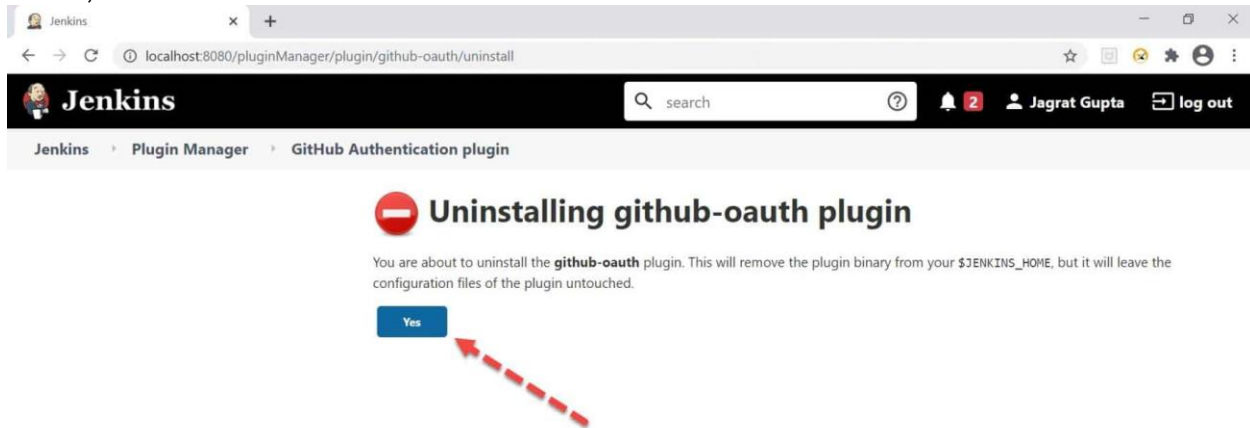 Jenkins
localhost:8080/pluginManager/plugin/github-oauth/uninstall
Jenkins
search
2
Jagrat Gupta
log out
Jenkins
Plugin Manager
GitHub Authentication plugin
Uninstalling github-oauth plugin
You are about to uninstall the github-oauth plugin. This will remove the plugin binary from your $JENKINS_HOME, but it will leave the
configuration files of the plugin untouched.
Yes